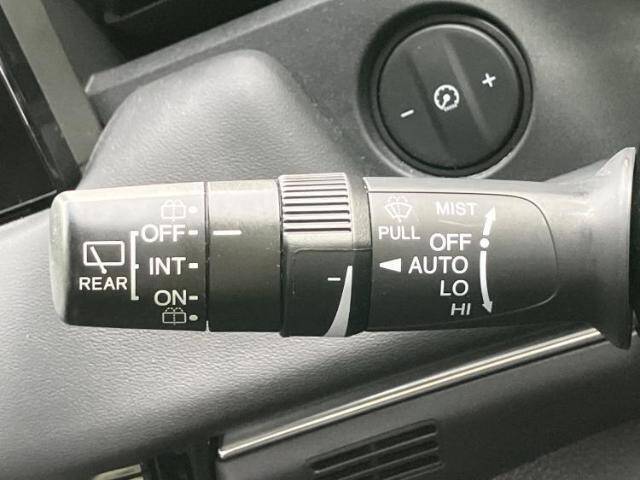 OFF
INT
ON
REAR
PULL
MIST
OFF
AUTO
LO
HI